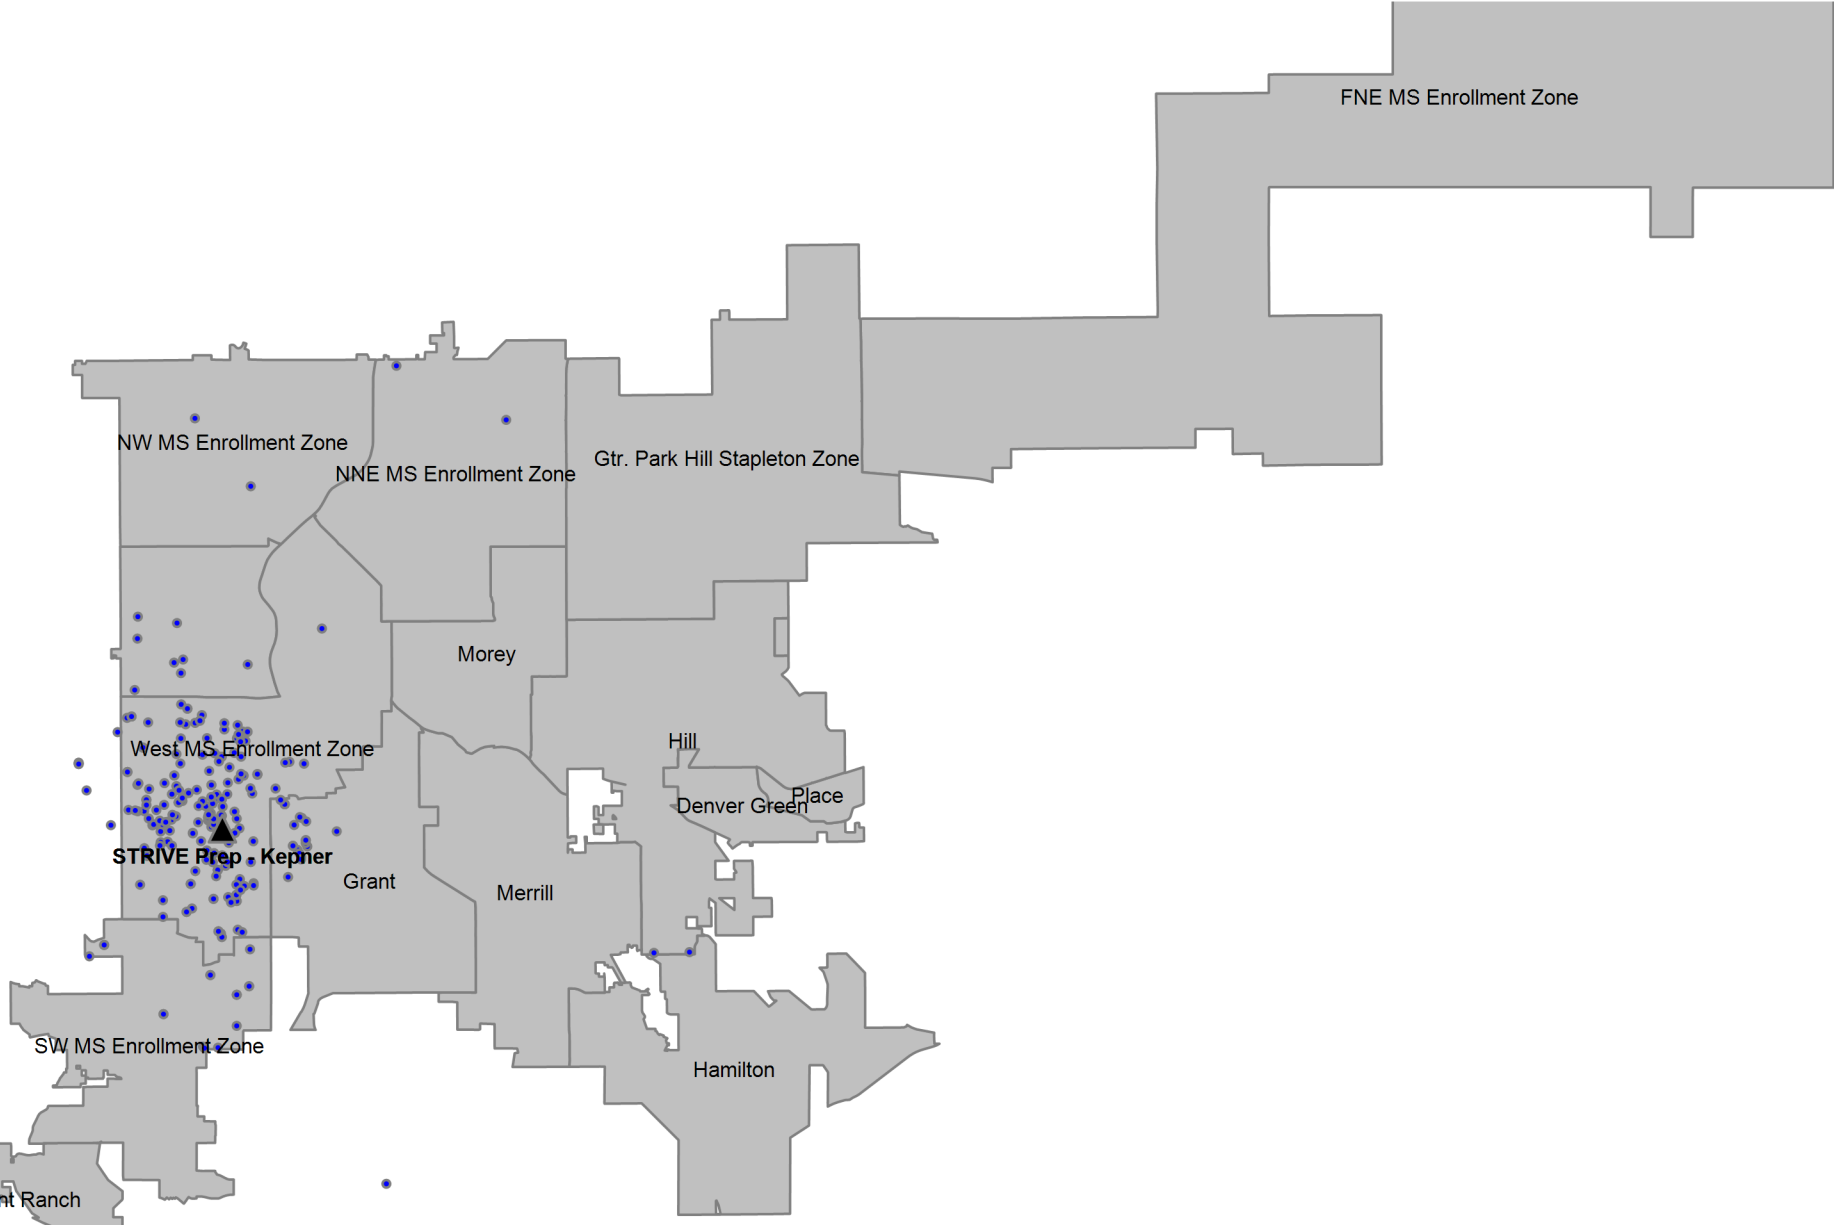 FNE MS Enrollment Zone
NW MS Enrollment Zone
Gtr. Park Hill Stapleton Zone
NNE MS Enrollment Zone
Morey
Hill
West MS Enrollment Zone
Place
Denver Green
STRIVE Prep - Kepner
Grant
Merrill
SW MS Enrollment Zone
Hamilton
nt Ranch